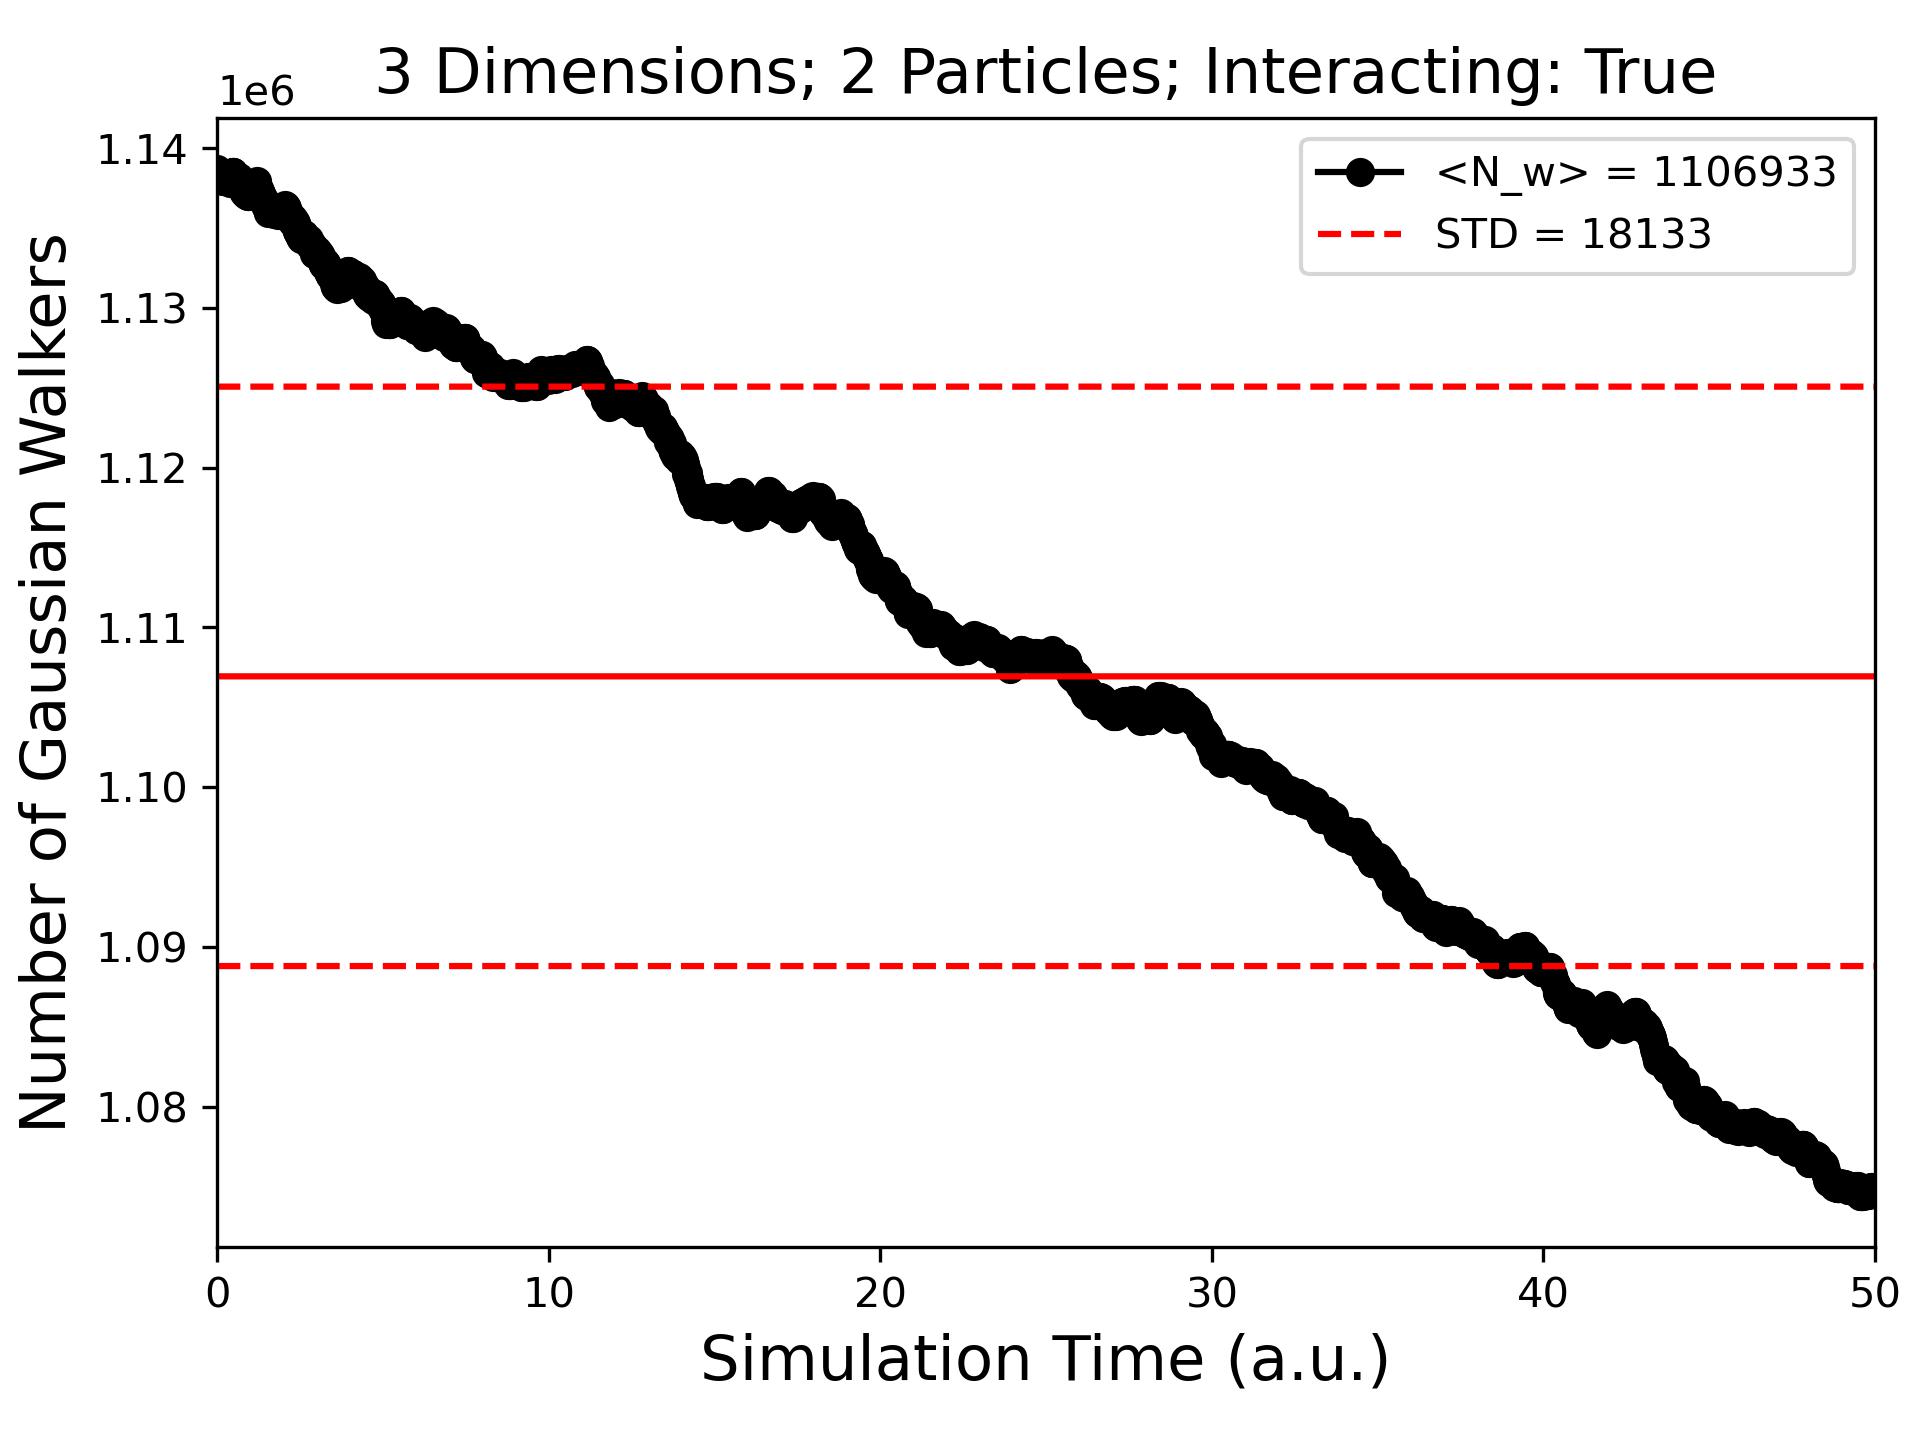 3 Dimensions; 2 Particles; Interacting: True
1e6
1.14
1.13
1.12
1.11
1.10
1.09
1.08
Number of Gaussian Walkers
<N_w> = 1106933
STD = 18133
0 10 20 30 40 50
Simulation Time (a.u.)